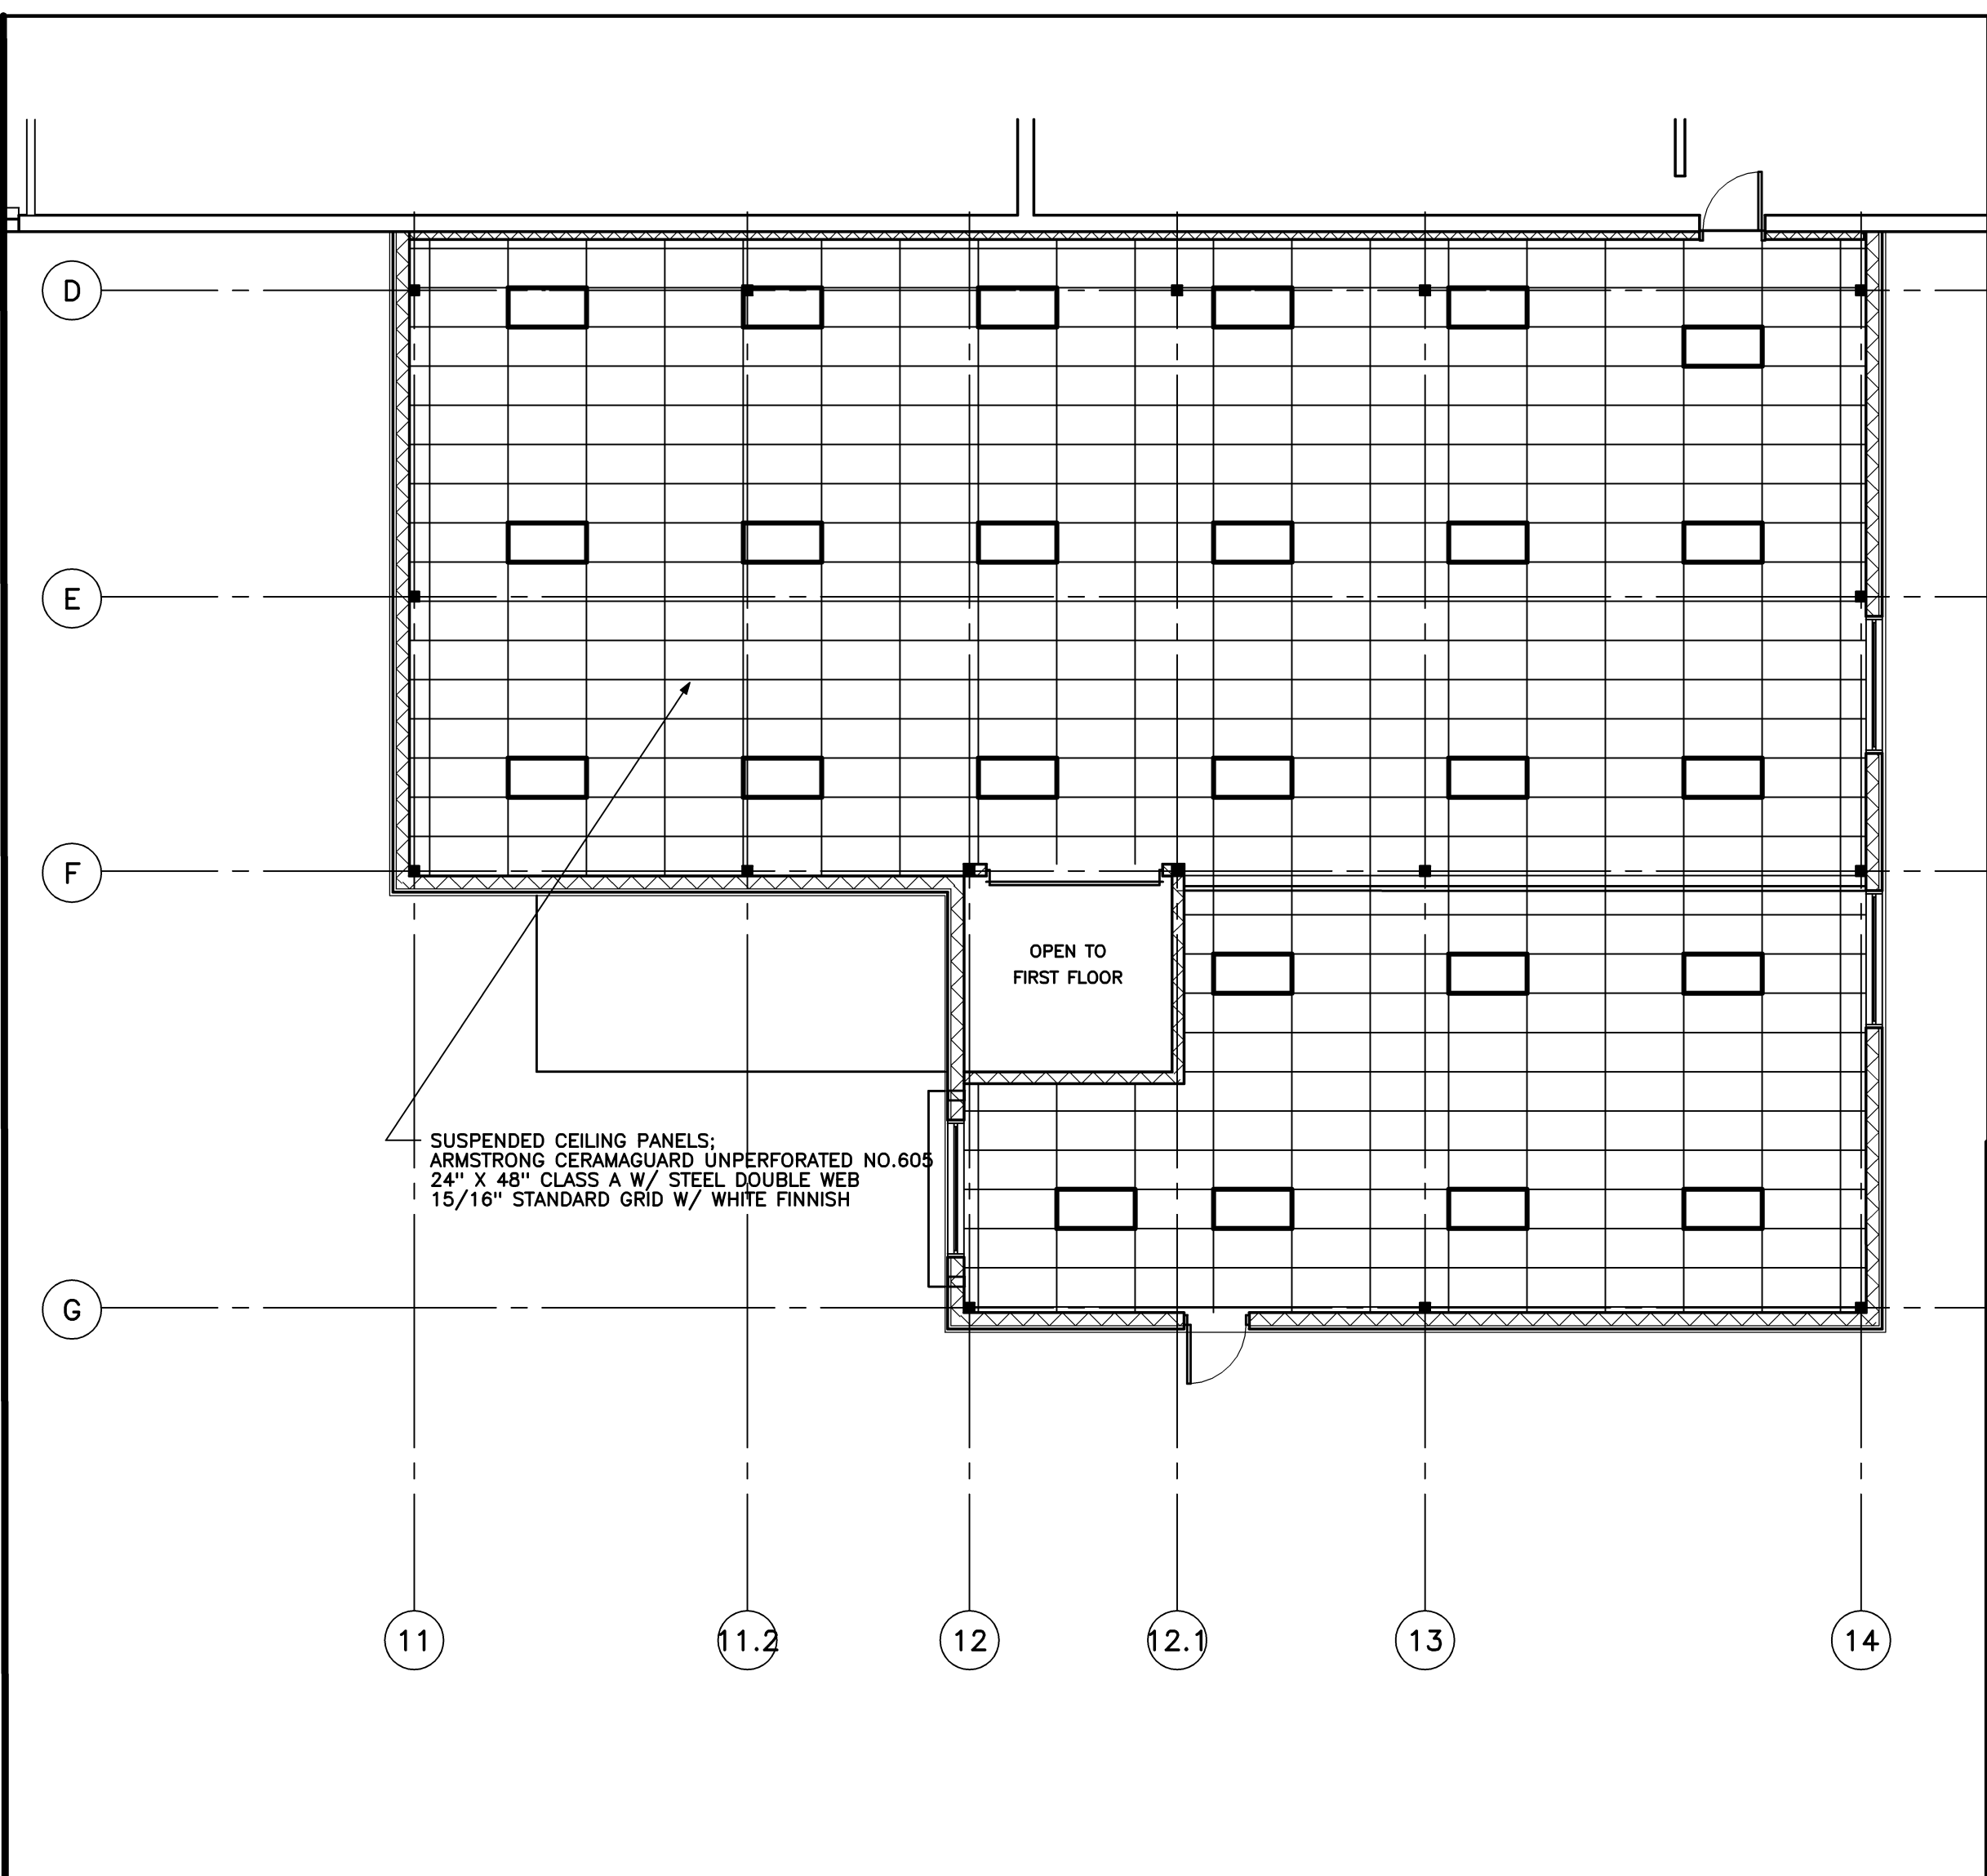 D
E
F
OPEN TO
FIRST FLOOR
SUSPENDED CEILING PANELS;
ARMSTRONG CERAMAGUARD UNPERFORATED NO.605
24" X 48" CLASS A W/ STEEL DOUBLE WEB
15/16" STANDARD GRID W/ WHITE FINNISH
G
11 11.2 12 12.1 13 14